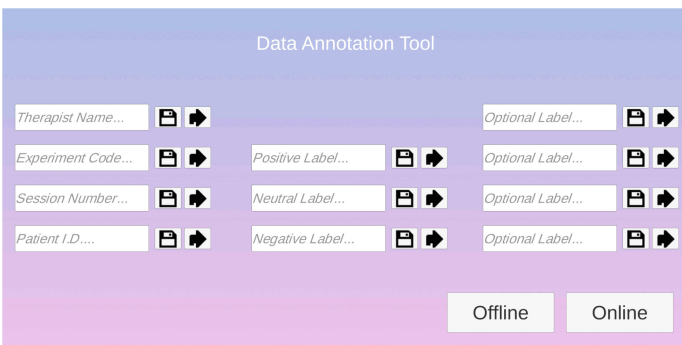 Data Annotation Tool
Therapist Name...
Optional Label...
Experiment Code...
Positive Label...
Optional Label...
Session Number...
Neutral Label...
Optional Label...
Patient I.D....
Negative Label...
Optional Label...
Offline
Online